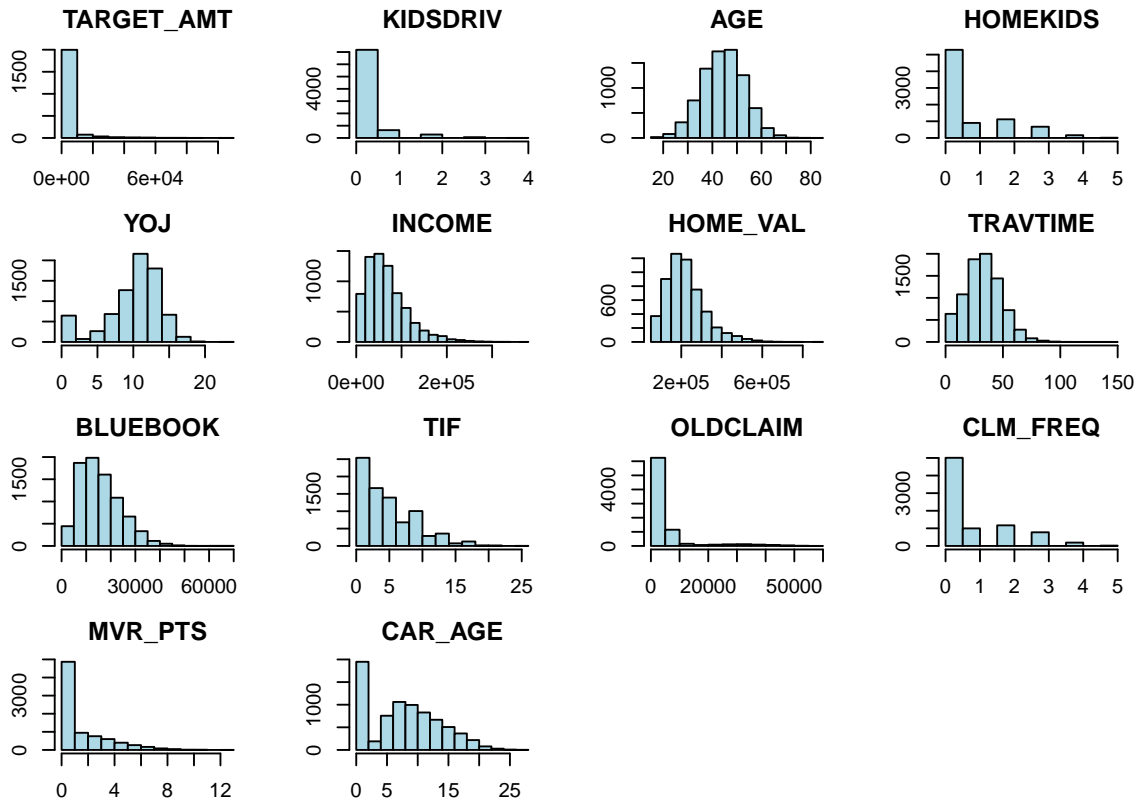 TARGET_AMT
0 1500
0e+00 6e+04
KIDSDRIV
0 4000
0 1 2 3 4
AGE
0 1000
20 40 60 80
HOMEKIDS
0 3000
0 1 2 3 4 5
YOJ
0 1500
0 5 10 20
INCOME
0 1000
0e+00 2e+05
HOME_VAL
0 600
2e+05 6e+05
TRAVTIME
0 1500
0 50 100 150
BLUEBOOK
0 1500
0 30000 60000
TIF
0 1500
0 5 15 25
OLDCLAIM
0 4000
0 20000 50000
CLM_FREQ
0 3000
0 1 2 3 4 5
MVR_PTS
0 3000
0 4 8 12
CAR_AGE
0 1000
0 5 15 25